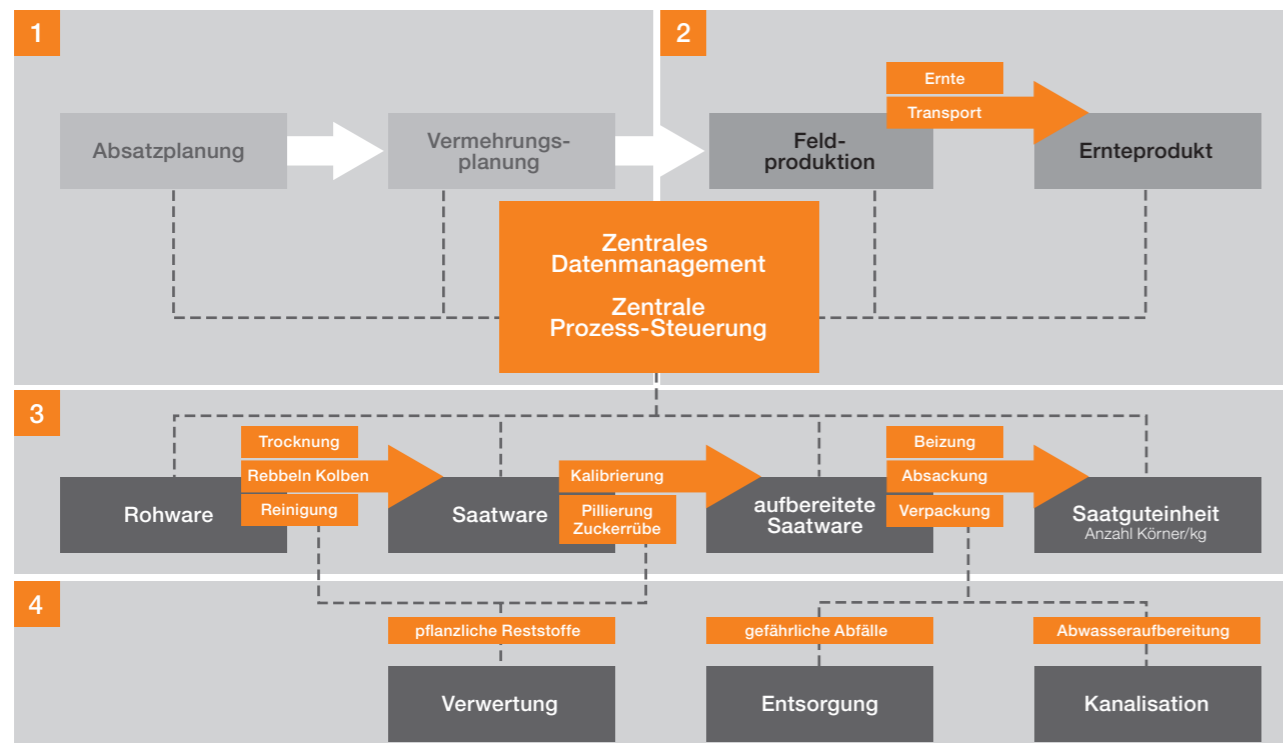 1
2
Ernte
Transport
Absatzplanung
Vermehrungs-
planung
Feld-
produktion
Ernteprodukt
Zentrales
Datenmanagement
Zentrale
Prozess-Steuerung
3
Trocknung
Rebbeln Kolben
Reinigung
Kalibrierung
Pillierung
Zuckerrübe
Beizung
Absackung
Verpackung
Rohware
Saatware
aufbereitete
Saatware
Saatguteinheit
Anzahl Körner/kg
4
pflanzliche Reststoffe
gefährliche Abfälle
Abwasseraufbereitung
Verwertung
Entsorgung
Kanalisation